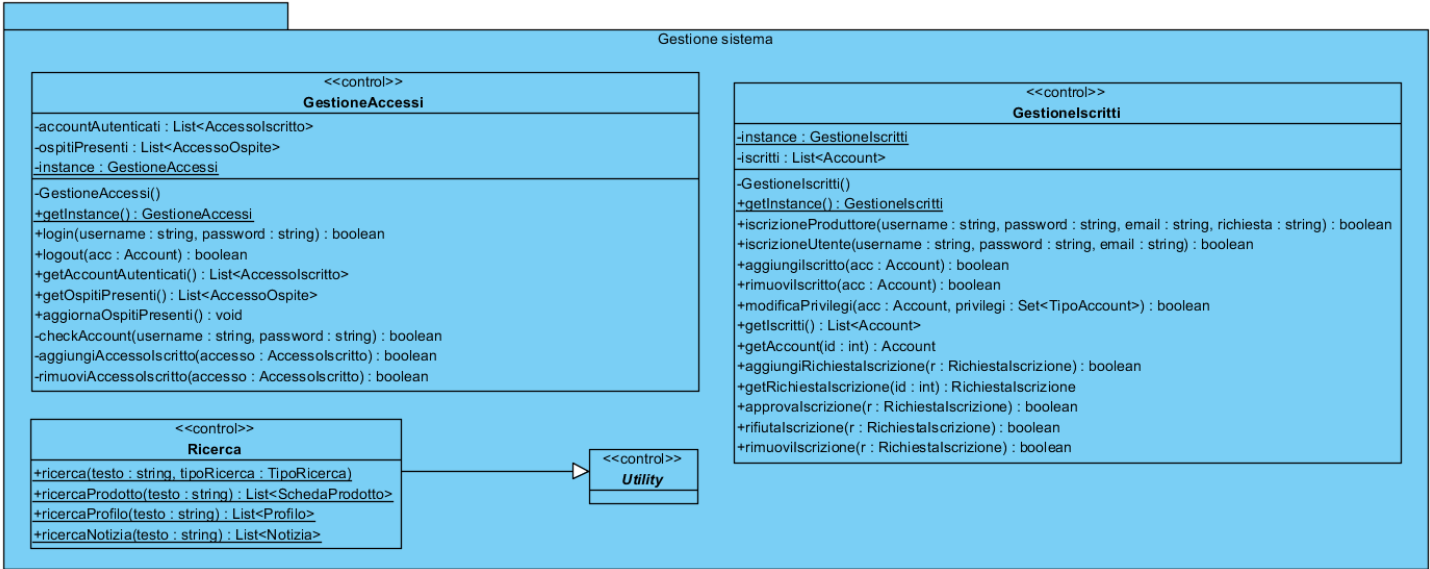 Gestione sistema
<<control>>
GestioneAccessi
-accountAutenticati : List<AccessoIscritto>
-ospitiPresenti : List<AccessoOspite>
-instance : GestioneAccessi
-GestioneAccessi()
+getInstance() : GestioneAccessi
+login(username : string, password : string) : boolean
+logout(acc : Account) : boolean
+getAccountAutenticati() : List<AccessoIscritto>
+getOspitiPresenti() : List<AccessoOspite>
+aggiornaOspitiPresenti() : void
-checkAccount(username : string, password : string) : boolean
-aggiungiAccessoIscritto(accesso : AccessoIscritto) : boolean
-rimuoviAccessoIscritto(accesso : AccessoIscritto) : boolean
<<control>>
GestioneIscritti
-instance : GestioneIscritti
-iscritti : List<Account>
-GestioneIscritti()
+getInstance() : GestioneIscritti
+iscrizioneProduttore(username : string, password : string, email : string, richiesta : string) : boolean
+iscrizioneUtente(username : string, password : string, email : string) : boolean
+aggiungiIscritto(acc : Account) : boolean
+rimuoviIscritto(acc : Account) : boolean
+modificaPrivilegi(acc : Account, privilegi : Set<TipoAccount>) : boolean
+getIscritti() : List<Account>
+getAccount(id : int) : Account
+aggiungiRichiestaIscrizione(r : RichiestaIscrizione) : boolean
+getRichiestaIscrizione(id : int) : RichiestaIscrizione
+approvaIscrizione(r : RichiestaIscrizione) : boolean
+rifiutaIscrizione(r : RichiestaIscrizione) : boolean
+rimuoviIscrizione(r : RichiestaIscrizione) : boolean
<<control>>
Ricerca
+ricerca(testo : string, tipoRicerca : TipoRicerca)
+ricercaProdotto(testo : string) : List<SchedaProdotto>
+ricercaProfilo(testo : string) : List<Profilo>
+ricercaNotizia(testo : string) : List<Notizia>
<<control>>
Utility